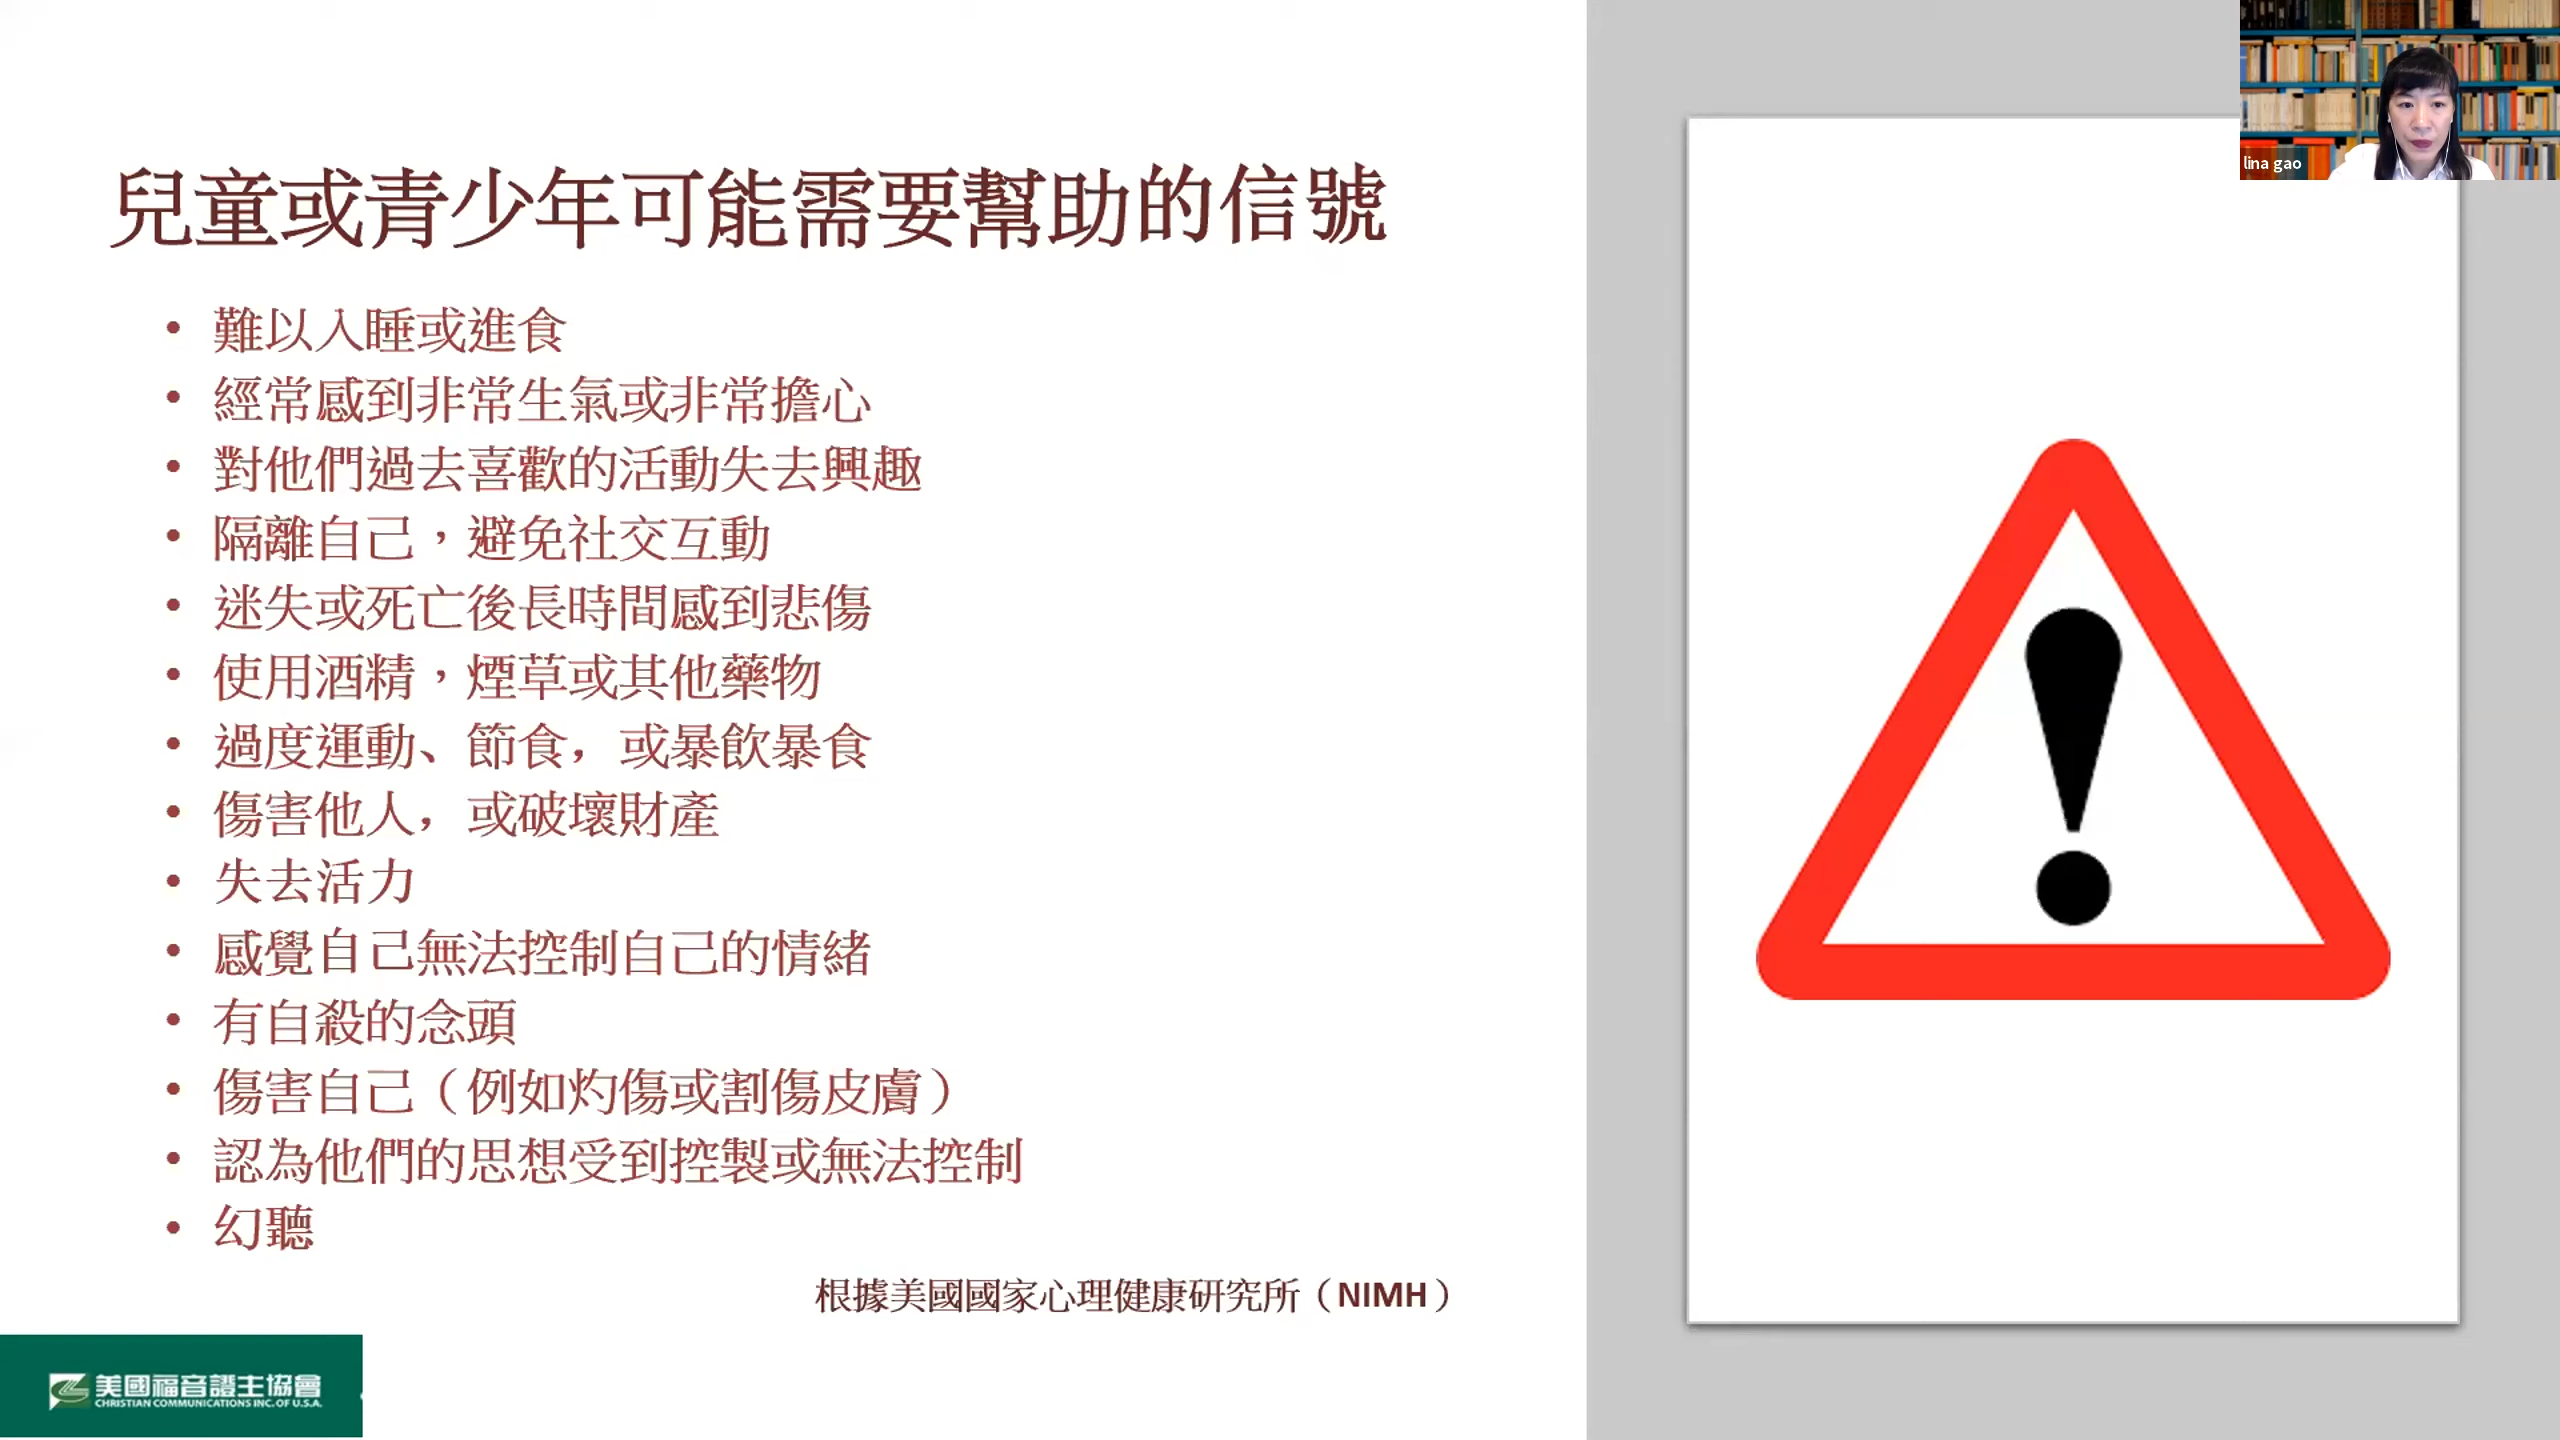 lina gao
兒童或青少年可能需要幫助的信號
• 難以入睡或進食
• 經常感到非常生氣或非常擔心
• 對他們過去喜歡的活動失去興趣
• 隔離自己，避免社交互動
• 迷失或死亡後長時間感到悲傷
• 使用酒精，煙草或其他藥物
• 過度運動、節食，或暴飲暴食
• 傷害他人，或破壞財產
• 失去活力
• 感覺自己無法控制自己的情緒
• 有自殺的念頭
• 傷害自己（例如灼傷或割傷皮膚）
• 認為他們的思想受到控製或無法控制
• 幻聽
根據美國國家心理健康研究所（NIMH）
美國福音證主協會
CHRISTIAN COMMUNICATIONS INC. OF U.S.A.